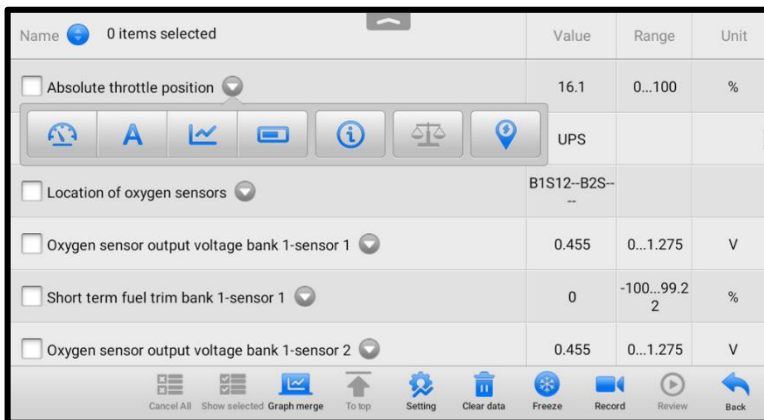 Name 0 items selected Value Range Unit
Absolute throttle position 16.1 0...100 %
A
UPS
Location of oxygen sensors B1S12--B2S--
--
Oxygen sensor output voltage bank 1-sensor 1 0.455 0...1.275 V
Short term fuel trim bank 1-sensor 1 0 -100...99.2
2 %
Oxygen sensor output voltage bank 1-sensor 2 0.455 0...1.275 V
Cancel All Show selected Graph merge To top Setting Clear data Freeze Record Review Back